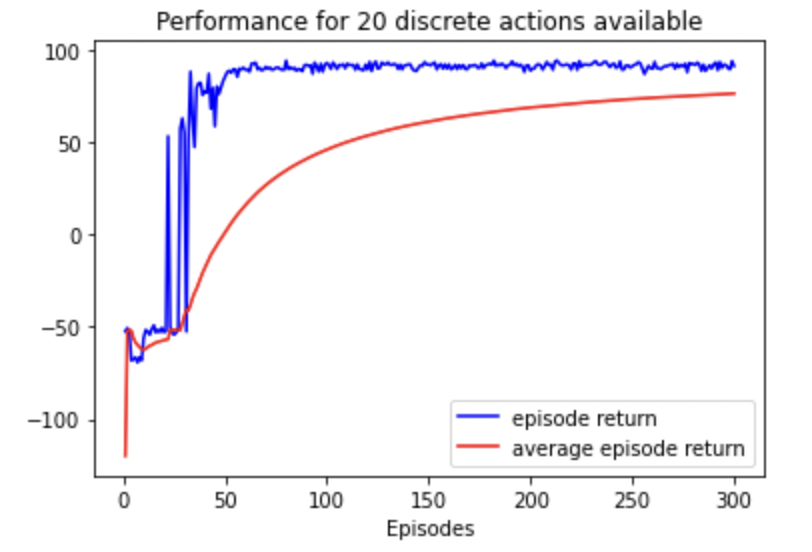 Performance for 20 discrete actions available
100
50
0
−50
−100
episode return
average episode return
0 50 100 150 200 250 300
Episodes